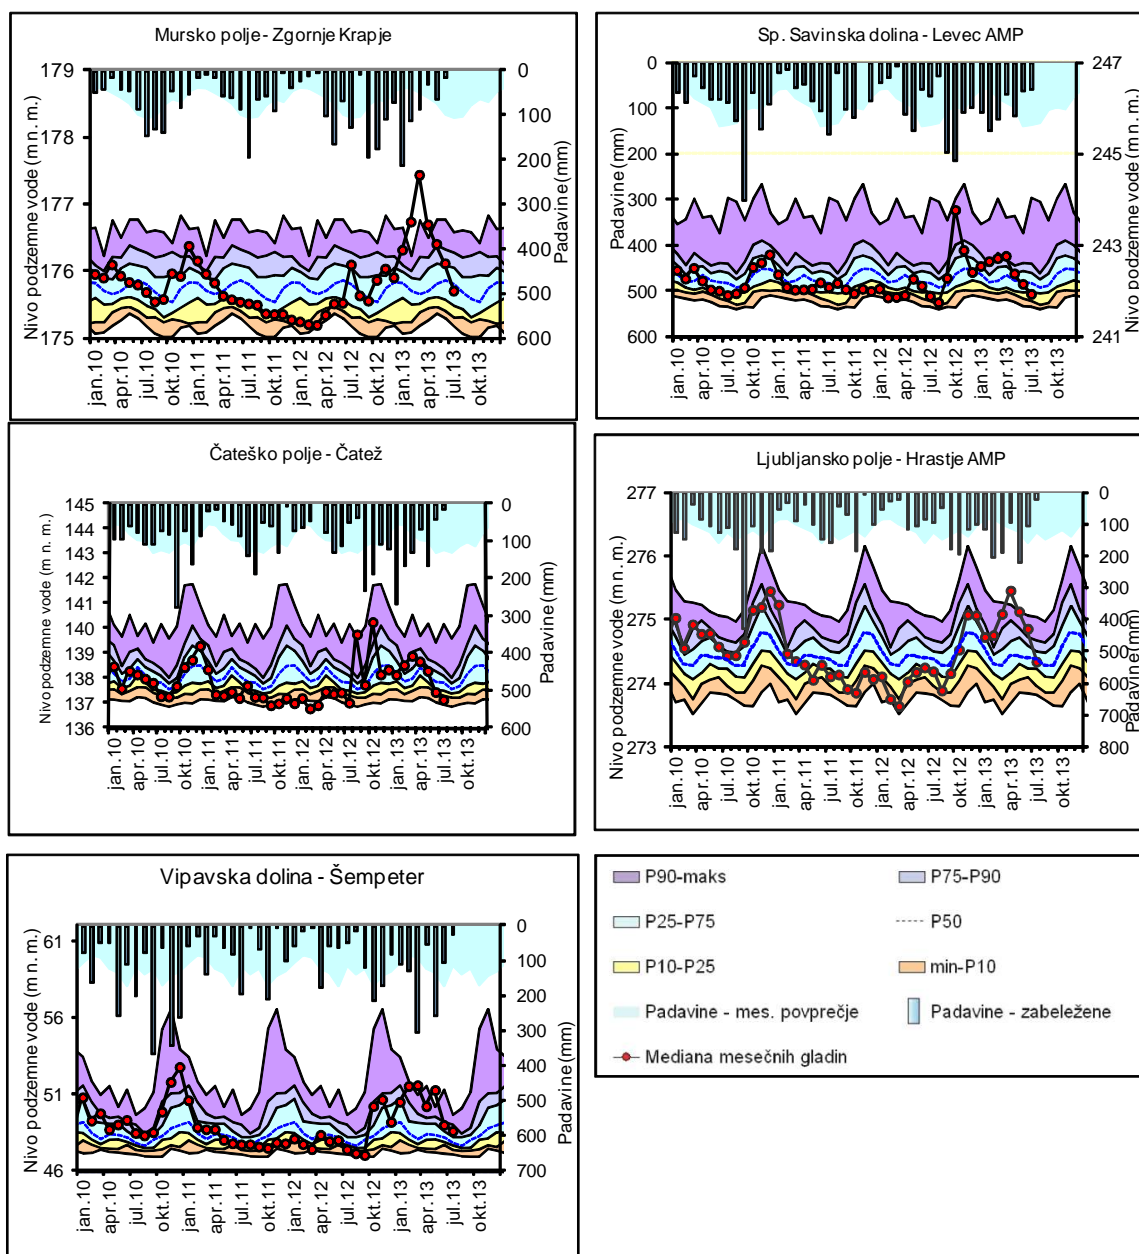 Mursko polje - Zgornje Krapje
179
178
177
176
175
Nivo podzemne vode (m n. m.)
0
100
200
300
400
500
600
Padavine (mm)
jan.10
apr.10
jul.10
okt.10
jan.11
apr.11
jul.11
okt.11
jan.12
apr.12
jul.12
okt.12
jan.13
apr.13
jul.13
okt.13
Sp. Savinska dolina - Levec AMP
0
100
200
300
400
500
600
Padavine (mm)
247
245
243
241
Nivo podzemne vode (m n. m.)
jan.10
apr.10
jul.10
okt.10
jan.11
apr.11
jul.11
okt.11
jan.12
apr.12
jul.12
okt.12
jan.13
apr.13
jul.13
okt.13
Čateško polje - Čatež
145
144
143
142
141
140
139
138
137
136
Nivo podzemne vode (m n. m.)
0
100
200
300
400
500
600
Padavine (mm)
jan.10
apr.10
jul.10
okt.10
jan.11
apr.11
jul.11
okt.11
jan.12
apr.12
jul.12
okt.12
jan.13
apr.13
jul.13
okt.13
Ljubljansko polje - Hrastje AMP
277
276
275
274
273
Nivo podzemne vode (m n. m.)
0
100
200
300
400
500
600
700
800
Padavine (mm)
jan.10
apr.10
jul.10
okt.10
jan.11
apr.11
jul.11
okt.11
jan.12
apr.12
jul.12
okt.12
jan.13
apr.13
jul.13
okt.13
Vipavska dolina - Šempeter
61
56
51
46
Nivo podzemne vode (m n. m.)
0
100
200
300
400
500
600
700
Padavine (mm)
jan.10
apr.10
jul.10
okt.10
jan.11
apr.11
jul.11
okt.11
jan.12
apr.12
jul.12
okt.12
jan.13
apr.13
jul.13
okt.13
P90-maks
P75-P90
P25-P75
P50
P10-P25
min-P10
Padavine - mes. povprečje
Padavine - zabeležene
Mediana mesečnih gladin